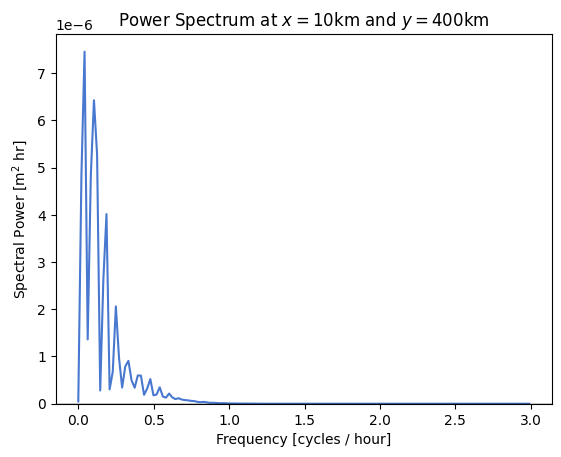 Power Spectrum at x = 10km and y = 400km
1e−6
7
6
5
4
3
2
1
0
Spectral Power [m² hr]
0.0 0.5 1.0 1.5 2.0 2.5 3.0
Frequency [cycles / hour]